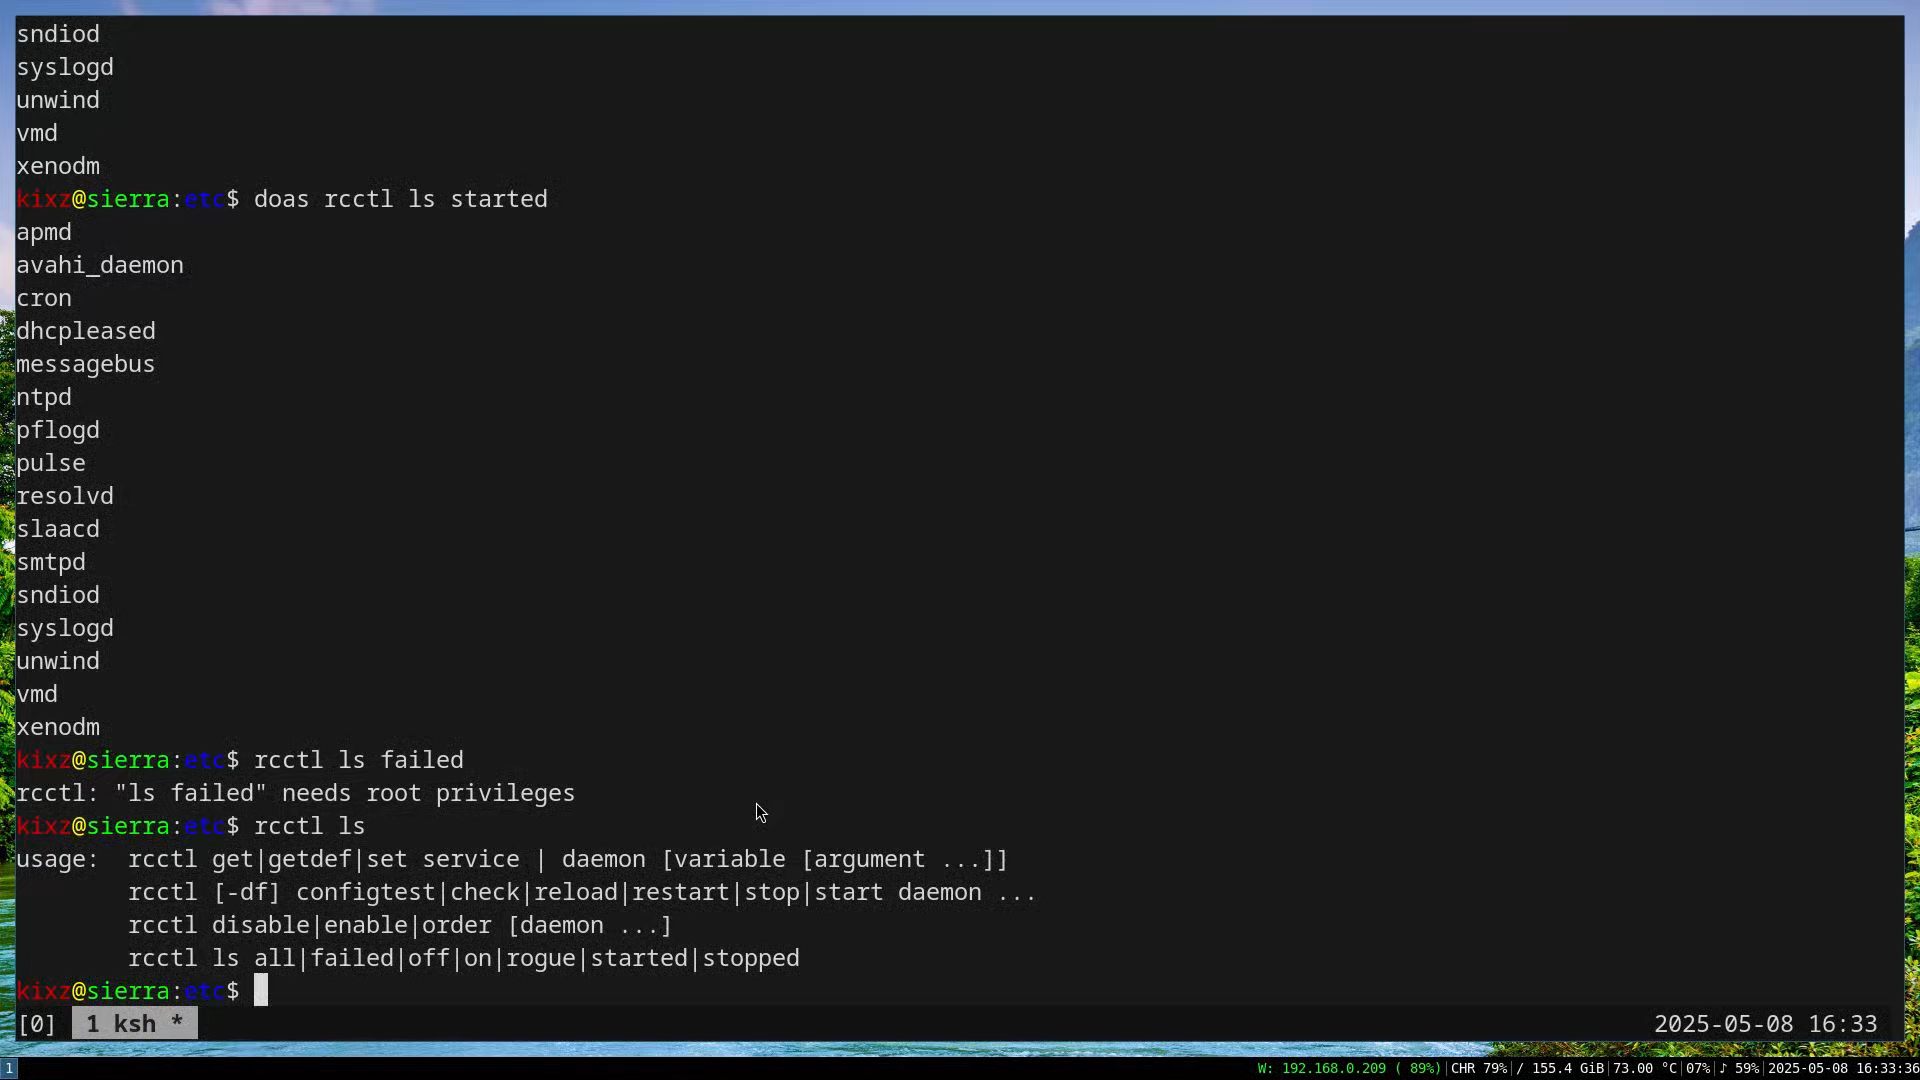 sndiod
syslogd
unwind
vmd
xenodm
kixz@sierra:etc$ doas rcctl ls started
apmd
avahi_daemon
cron
dhcpleased
messagebus
ntpd
pflogd
pulse
resolvd
slaacd
smtpd
sndiod
syslogd
unwind
vmd
xenodm
kixz@sierra:etc$ rcctl ls failed
rcctl: "ls failed" needs root privileges
kixz@sierra:etc$ rcctl ls
usage:  rcctl get|getdef|set service | daemon [variable [argument ...]]
        rcctl [-df] configtest|check|reload|restart|stop|start daemon ...
        rcctl disable|enable|order [daemon ...]
        rcctl ls all|failed|off|on|rogue|started|stopped
kixz@sierra:etc$
[0] 1 ksh * 2025-05-08 16:33
1 W: 192.168.0.209 ( 89%)|CHR 79%|/ 155.4 GiB|73.00 °C|07%|♪ 59%|2025-05-08 16:33:36